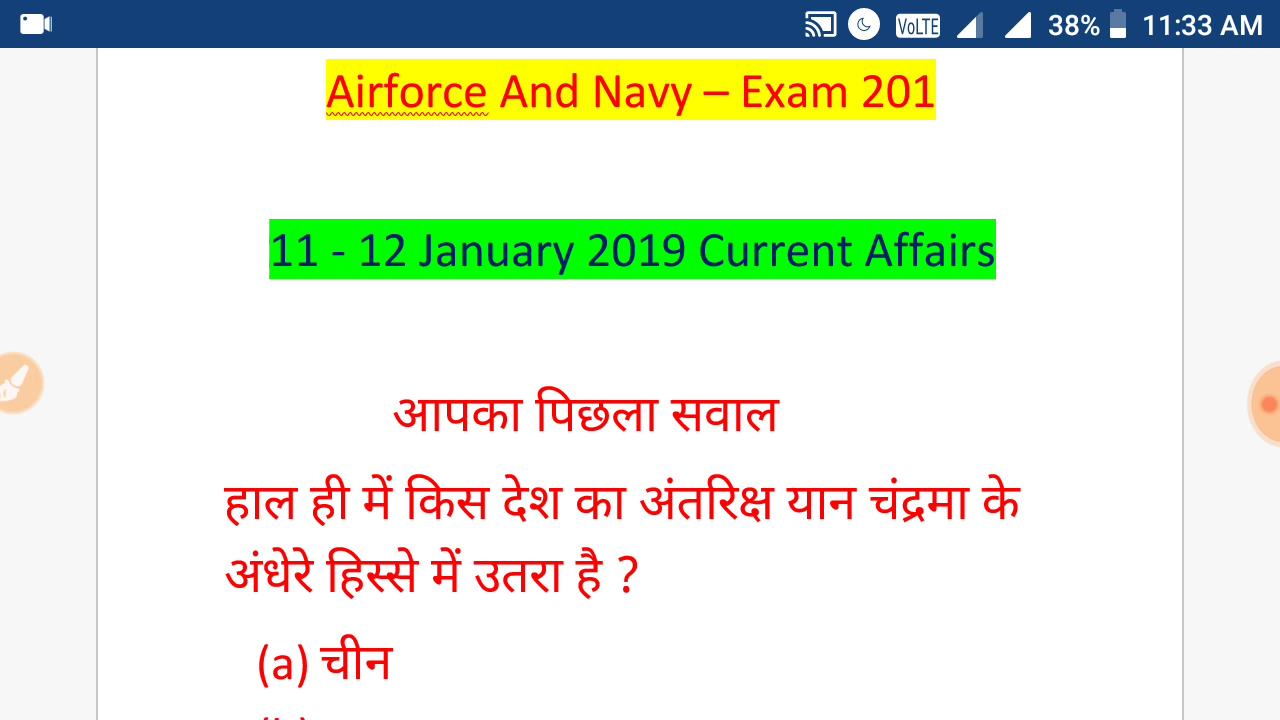 VoLTE 38% 11:33 AM
Airforce And Navy – Exam 201
11 - 12 January 2019 Current Affairs
आपका पिछला सवाल
हाल ही में किस देश का अंतरिक्ष यान चंद्रमा के
अंधेरे हिस्से में उतरा है ?
(a) चीन